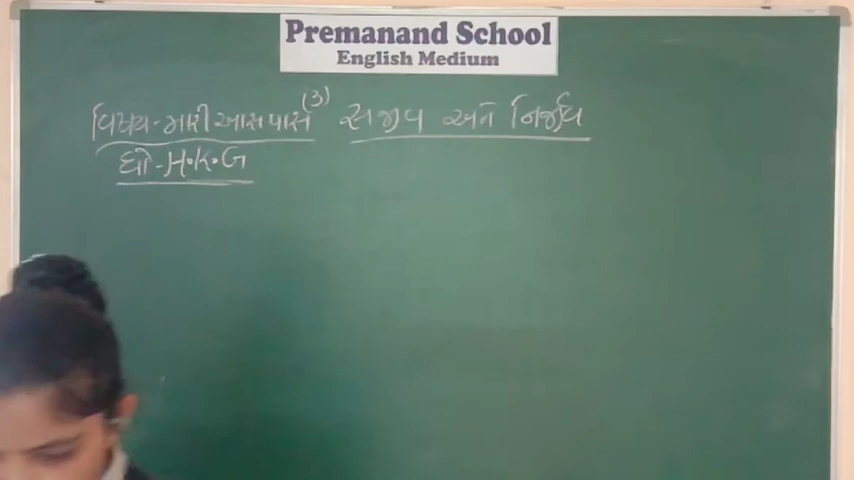 Premanand School
English Medium
વિષય - મારી આસપાસ (૩) સજીવ અને નિર્જીવ
ધો - H.K.G